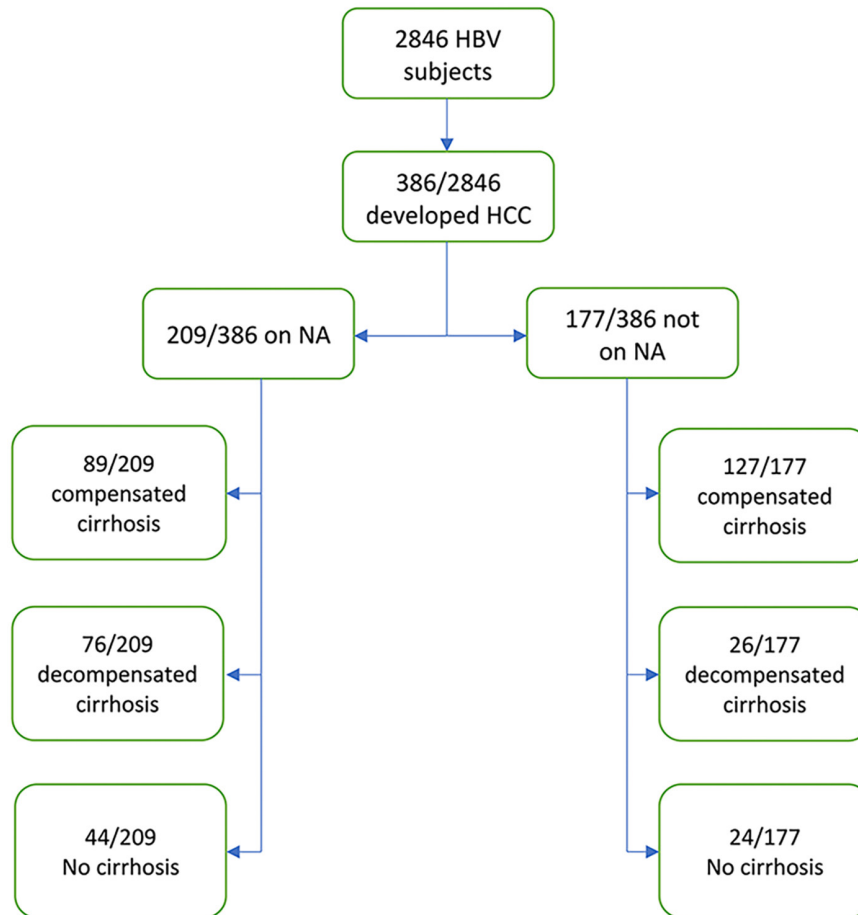 2846 HBV
subjects
386/2846
developed HCC
209/386 on NA
177/386 not
on NA
89/209
compensated
cirrhosis
127/177
compensated
cirrhosis
76/209
decompensated
cirrhosis
26/177
decompensated
cirrhosis
44/209
No cirrhosis
24/177
No cirrhosis